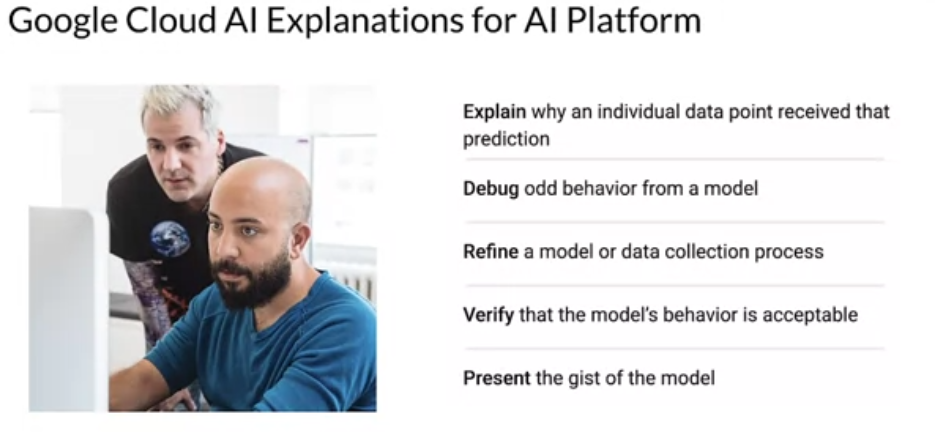 Google Cloud AI Explanations for AI Platform
Explain why an individual data point received that
prediction
Debug odd behavior from a model
Refine a model or data collection process
Verify that the model's behavior is acceptable
Present the gist of the model